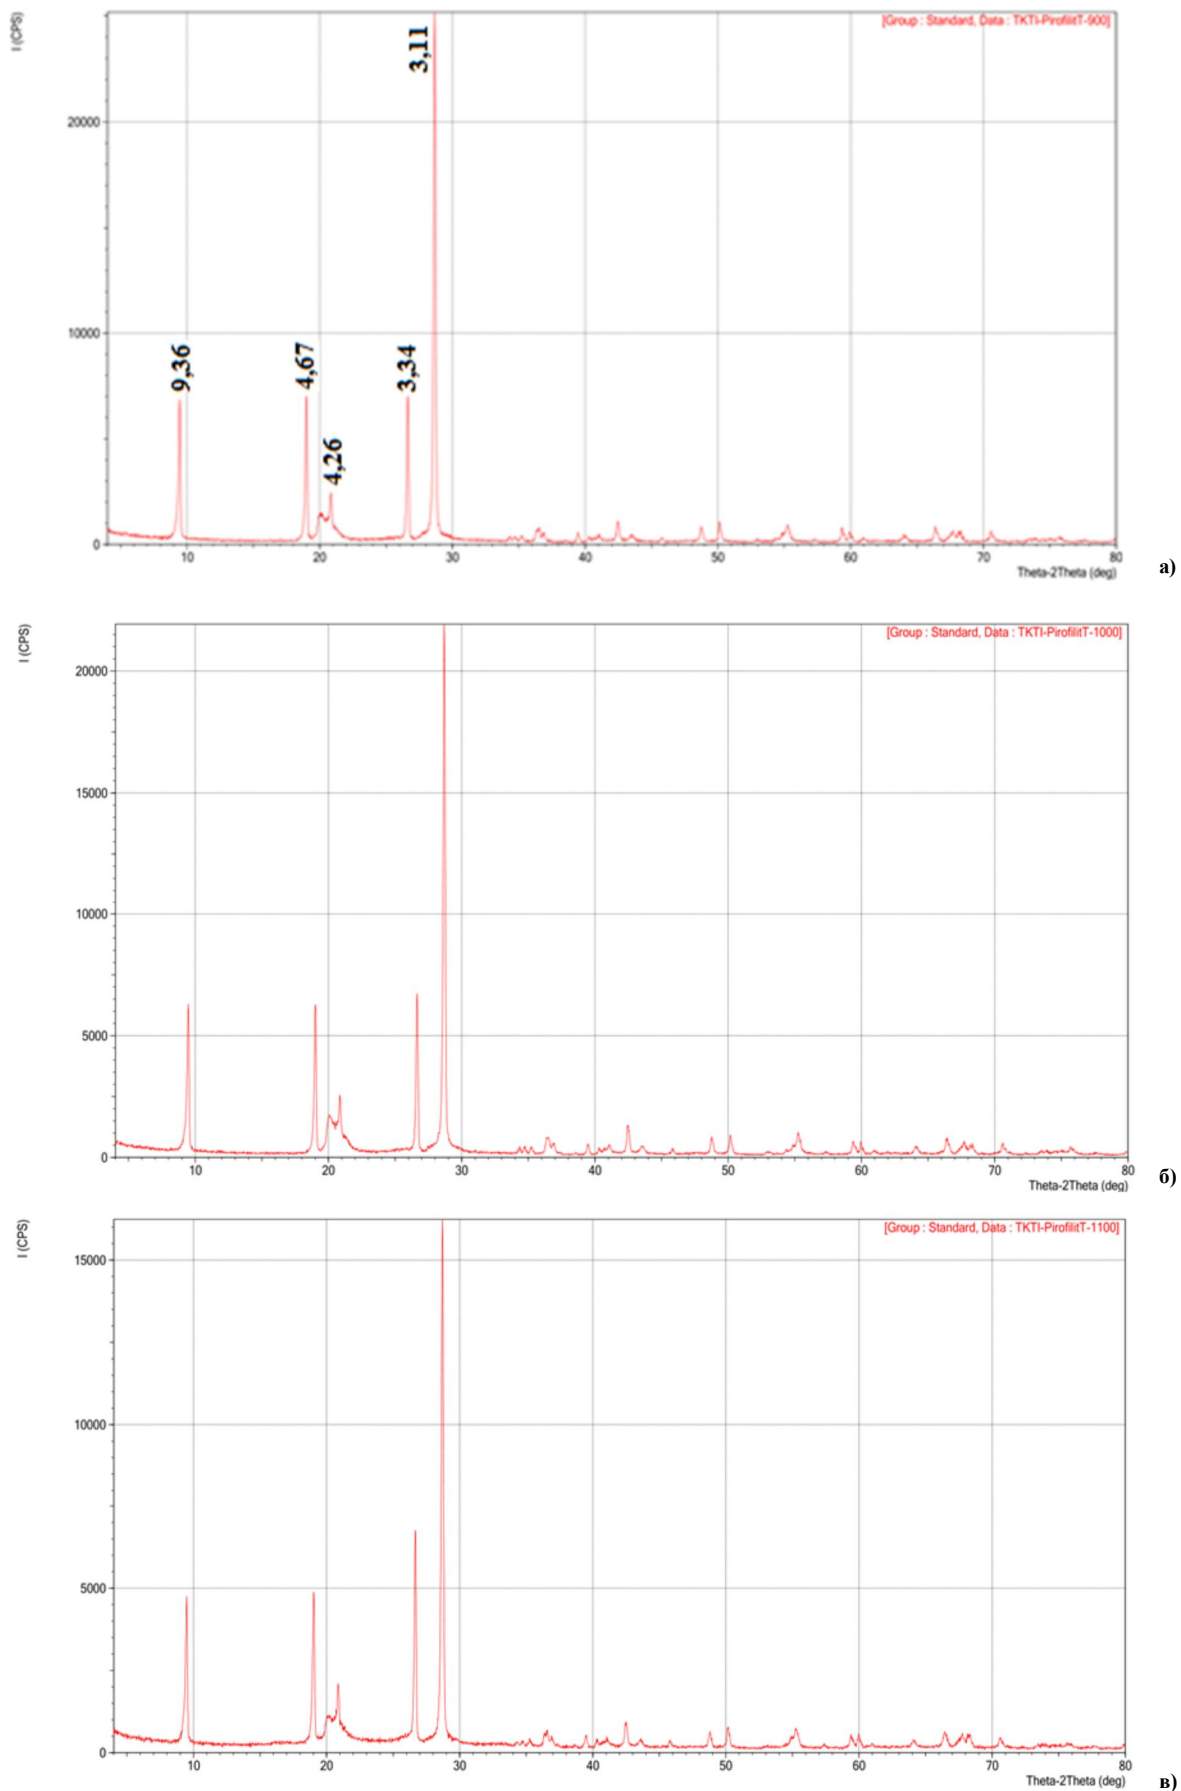 I (CPS)
[Group : Standard, Data : TKTI-PirofilitT-900]
3,11
20000
10000
9,36
4,67
3,34
4,26
0
10 20 30 40 50 60 70 80
Theta-2Theta (deg)
а)
I (CPS)
[Group : Standard, Data : TKTI-PirofilitT-1000]
20000
15000
10000
5000
0
10 20 30 40 50 60 70 80
Theta-2Theta (deg)
б)
I (CPS)
[Group : Standard, Data : TKTI-PirofilitT-1100]
15000
10000
5000
0
10 20 30 40 50 60 70 80
Theta-2Theta (deg)
в)